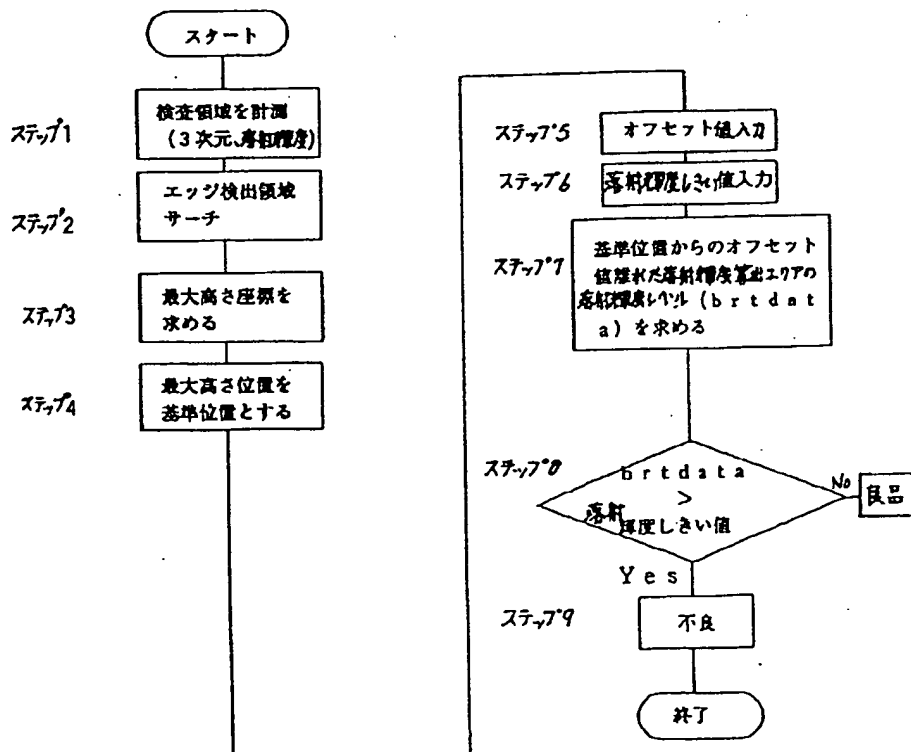 スタート
ステップ1
検査領域を計測
(3次元、落射輝度)
ステップ2
エッジ検出領域
サーチ
ステップ3
最大高さ座標を
求める
ステップ4
最大高さ位置を
基準位置とする
ステップ5
オフセット値入力
ステップ6
落射輝度しきい値入力
ステップ7
基準位置からのオフセット
値離れた落射輝度算出エリアの
落射輝度レベル(brtdat
a)を求める
ステップ8
brtdata
>
落射輝度しきい値
No
良品
Yes
ステップ9
不良
終了